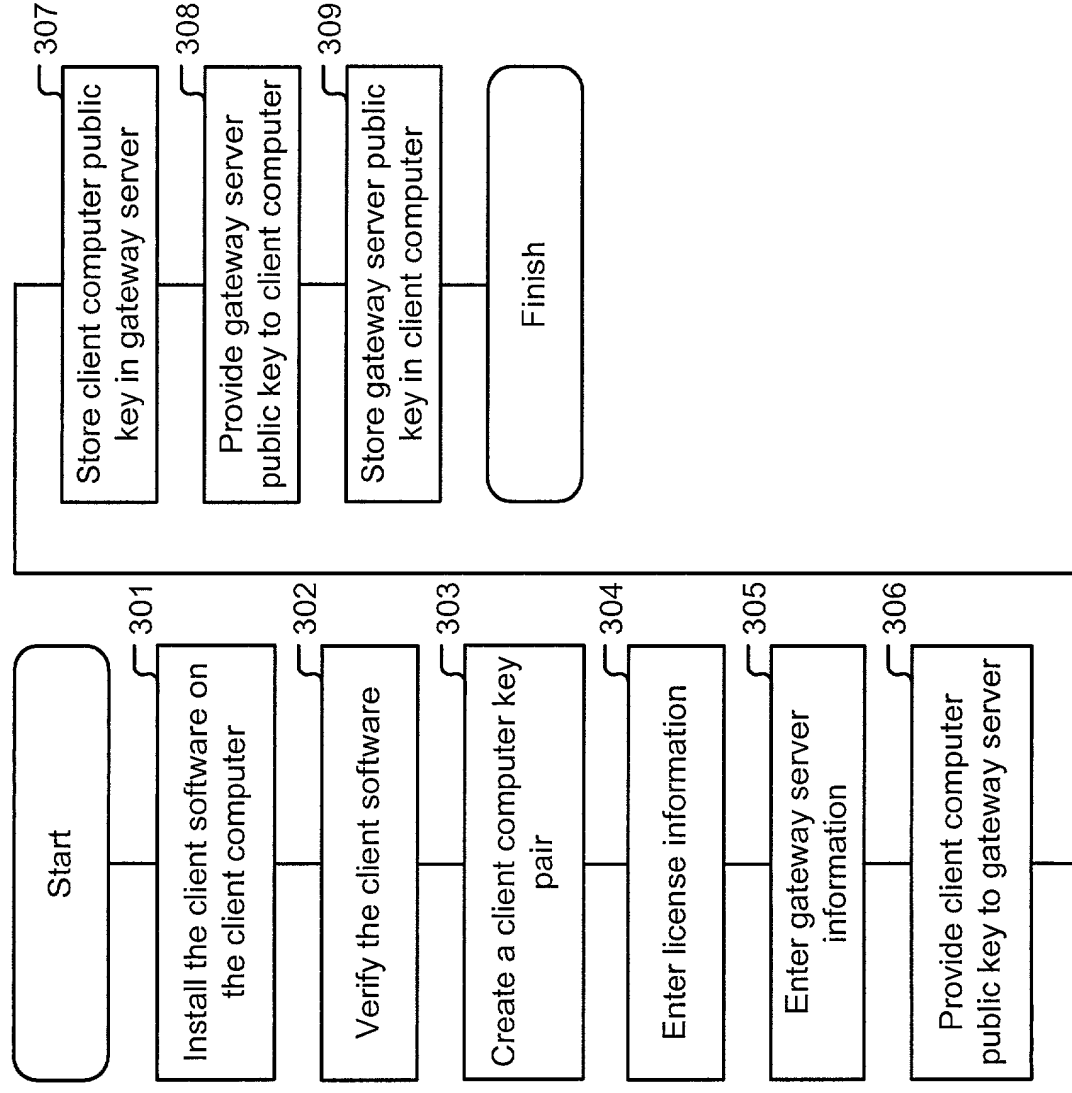 Start
301
Install the client software on
the client computer
302
Verify the client software
303
Create a client computer key
pair
304
Enter license information
305
Enter gateway server
information
306
Provide client computer
public key to gateway server
307
Store client computer public
key in gateway server
308
Provide gateway server
public key to client computer
309
Store gateway server public
key in client computer
Finish